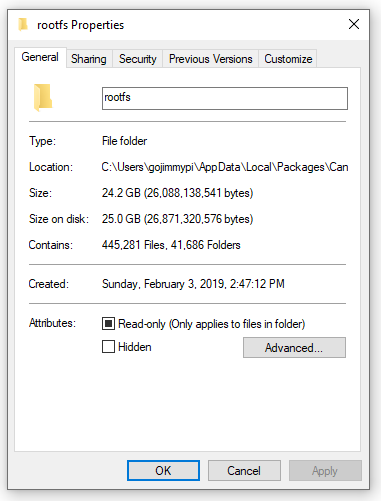 rootfs Properties
General Sharing Security Previous Versions Customize
rootfs
Type: File folder
Location: C:\Users\gojimmypi\AppData\Local\Packages\Can
Size: 24.2 GB (26,088,138,541 bytes)
Size on disk: 25.0 GB (26,871,320,576 bytes)
Contains: 445,281 Files, 41,686 Folders
Created: Sunday, February 3, 2019, 2:47:12 PM
Attributes: Read-only (Only applies to files in folder)
Hidden Advanced...
OK Cancel Apply